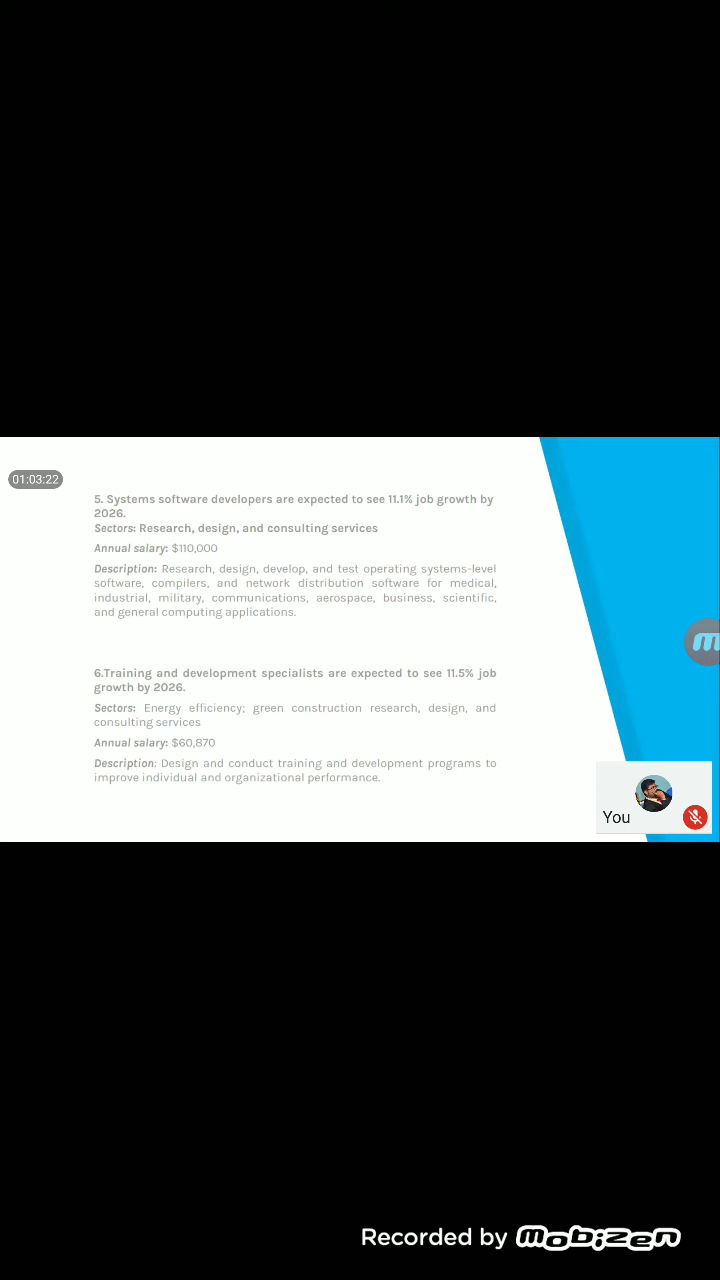 01:03:22
5. Systems software developers are expected to see 11.1% job growth by
2026.
Sectors: Research, design, and consulting services
Annual salary: $110,000
Description: Research, design, develop, and test operating systems-level
software, compilers, and network distribution software for medical,
industrial, military, communications, aerospace, business, scientific,
and general computing applications.
6.Training and development specialists are expected to see 11.5% job
growth by 2026.
Sectors: Energy efficiency; green construction research, design, and
consulting services
Annual salary: $60,870
Description: Design and conduct training and development programs to
improve individual and organizational performance.
m
You
Recorded by mobizen